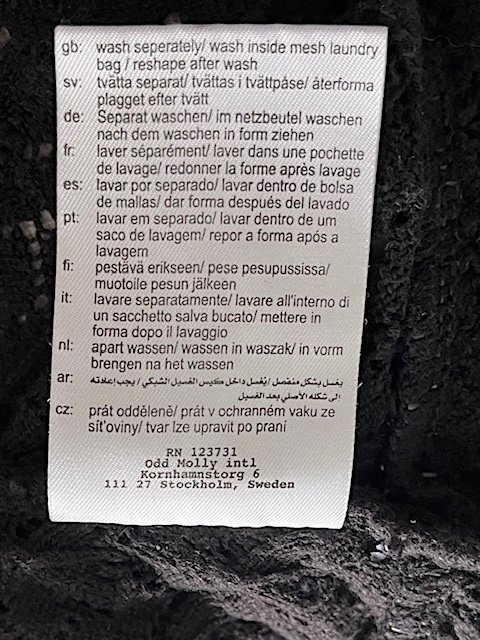 gb: wash seperately/ wash inside mesh laundry
bag / reshape after wash
sv: tvätta separat/ tvättas i tvättpåse/ återforma
plagget efter tvätt
de: Separat waschen/ im netzbeutel waschen
nach dem waschen in form ziehen
fr: laver séparément/ laver dans une pochette
de lavage/ redonner la forme après lavage
es: lavar por separado/ lavar dentro de bolsa
de mallas/ dar forma después del lavado
pt: lavar em separado/ lavar dentro de um
saco de lavagem/ repor a forma após a
lavagem
fi: pestävä erikseen/ pese pesupussissa/
muotoile pesun jälkeen
it: lavare separatamente/ lavare all'interno di
un sacchetto salva bucato/ mettere in
forma dopo il lavaggio
nl: apart wassen/ wassen in waszak/ in vorm
brengen na het wassen
ar: يغسل بشكل منفصل / يُغسل داخل كيس الغسيل الشبكي / يجب إعادته
إلى شكله الأصلي بعد الغسيل
cz: prát odděleně/ prát v ochranném vaku ze
síťoviny/ tvar lze upravit po praní
RN 123731
Odd Molly intl
Kornhamnstorg 6
111 27 Stockholm, Sweden